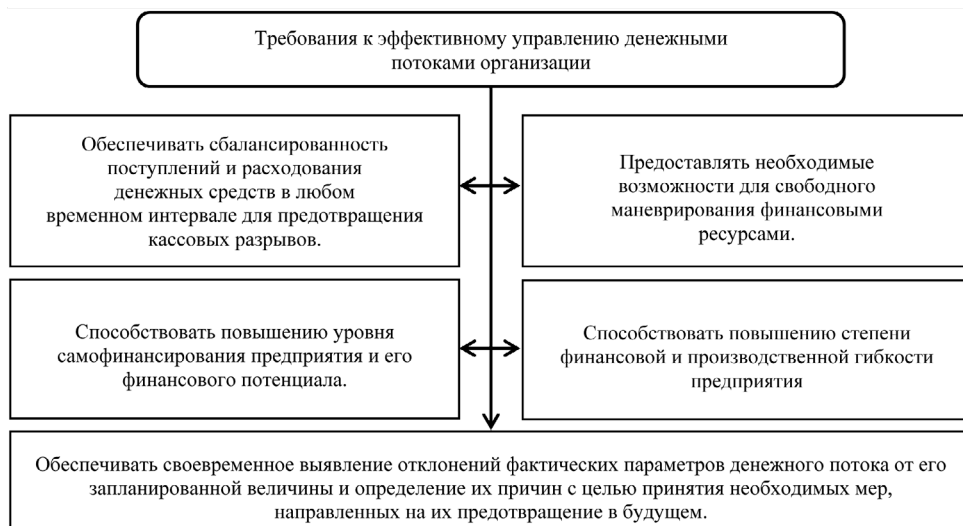 Требования к эффективному управлению денежными
потоками организации
Обеспечивать сбалансированность
поступлений и расходования
денежных средств в любом
временном интервале для предотвращения
кассовых разрывов.
Предоставлять необходимые
возможности для свободного
маневрирования финансовыми
ресурсами.
Способствовать повышению уровня
самофинансирования предприятия и его
финансового потенциала.
Способствовать повышению степени
финансовой и производственной гибкости
предприятия
Обеспечивать своевременное выявление отклонений фактических параметров денежного потока от его
запланированной величины и определение их причин с целью принятия необходимых мер,
направленных на их предотвращение в будущем.